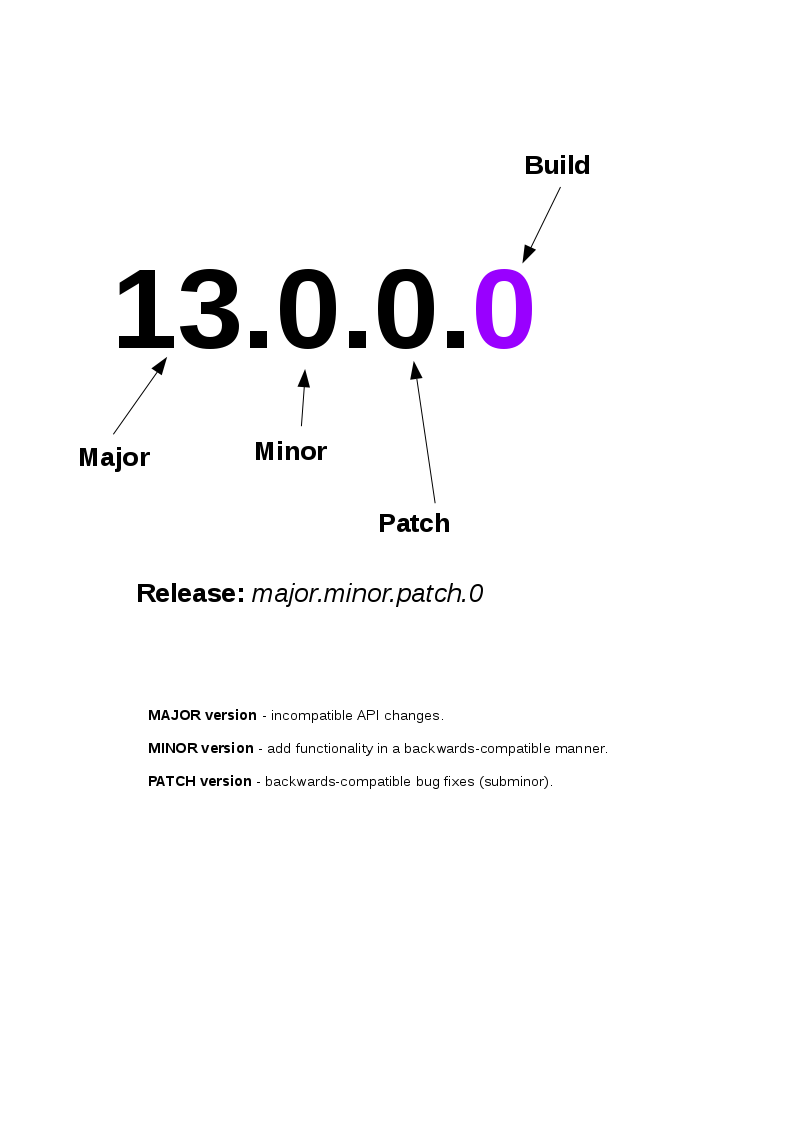 Build
13.0.0.0
Major
Minor
Patch
Release: major.minor.patch.0
MAJOR version - incompatible API changes.
MINOR version - add functionality in a backwards-compatible manner.
PATCH version - backwards-compatible bug fixes (subminor).